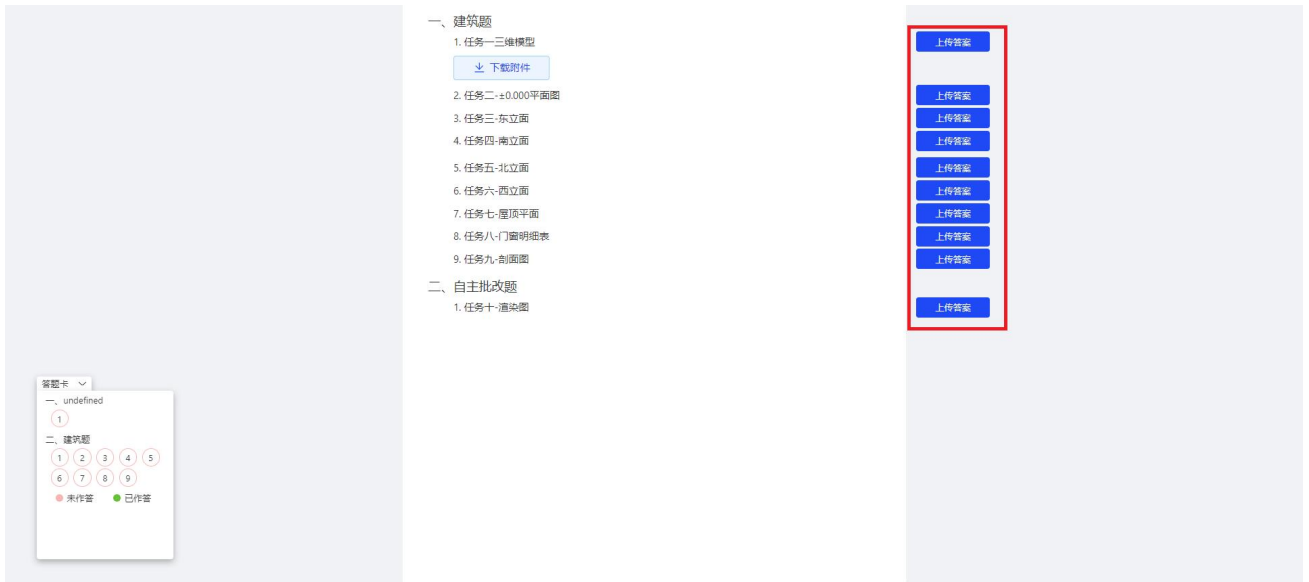 一、建筑题
1. 任务一三维模型
上传答案
下载附件
2. 任务二-±0.000平面图
上传答案
3. 任务三-东立面
上传答案
4. 任务四-南立面
上传答案
5. 任务五-北立面
上传答案
6. 任务六-西立面
上传答案
7. 任务七-屋顶平面
上传答案
8. 任务八-门窗明细表
上传答案
9. 任务九-剖面图
上传答案
二、自主批改题
1. 任务十-渲染图
上传答案
答题卡
一、undefined
1
二、建筑题
1 2 3 4 5
6 7 8 9
未作答 已作答